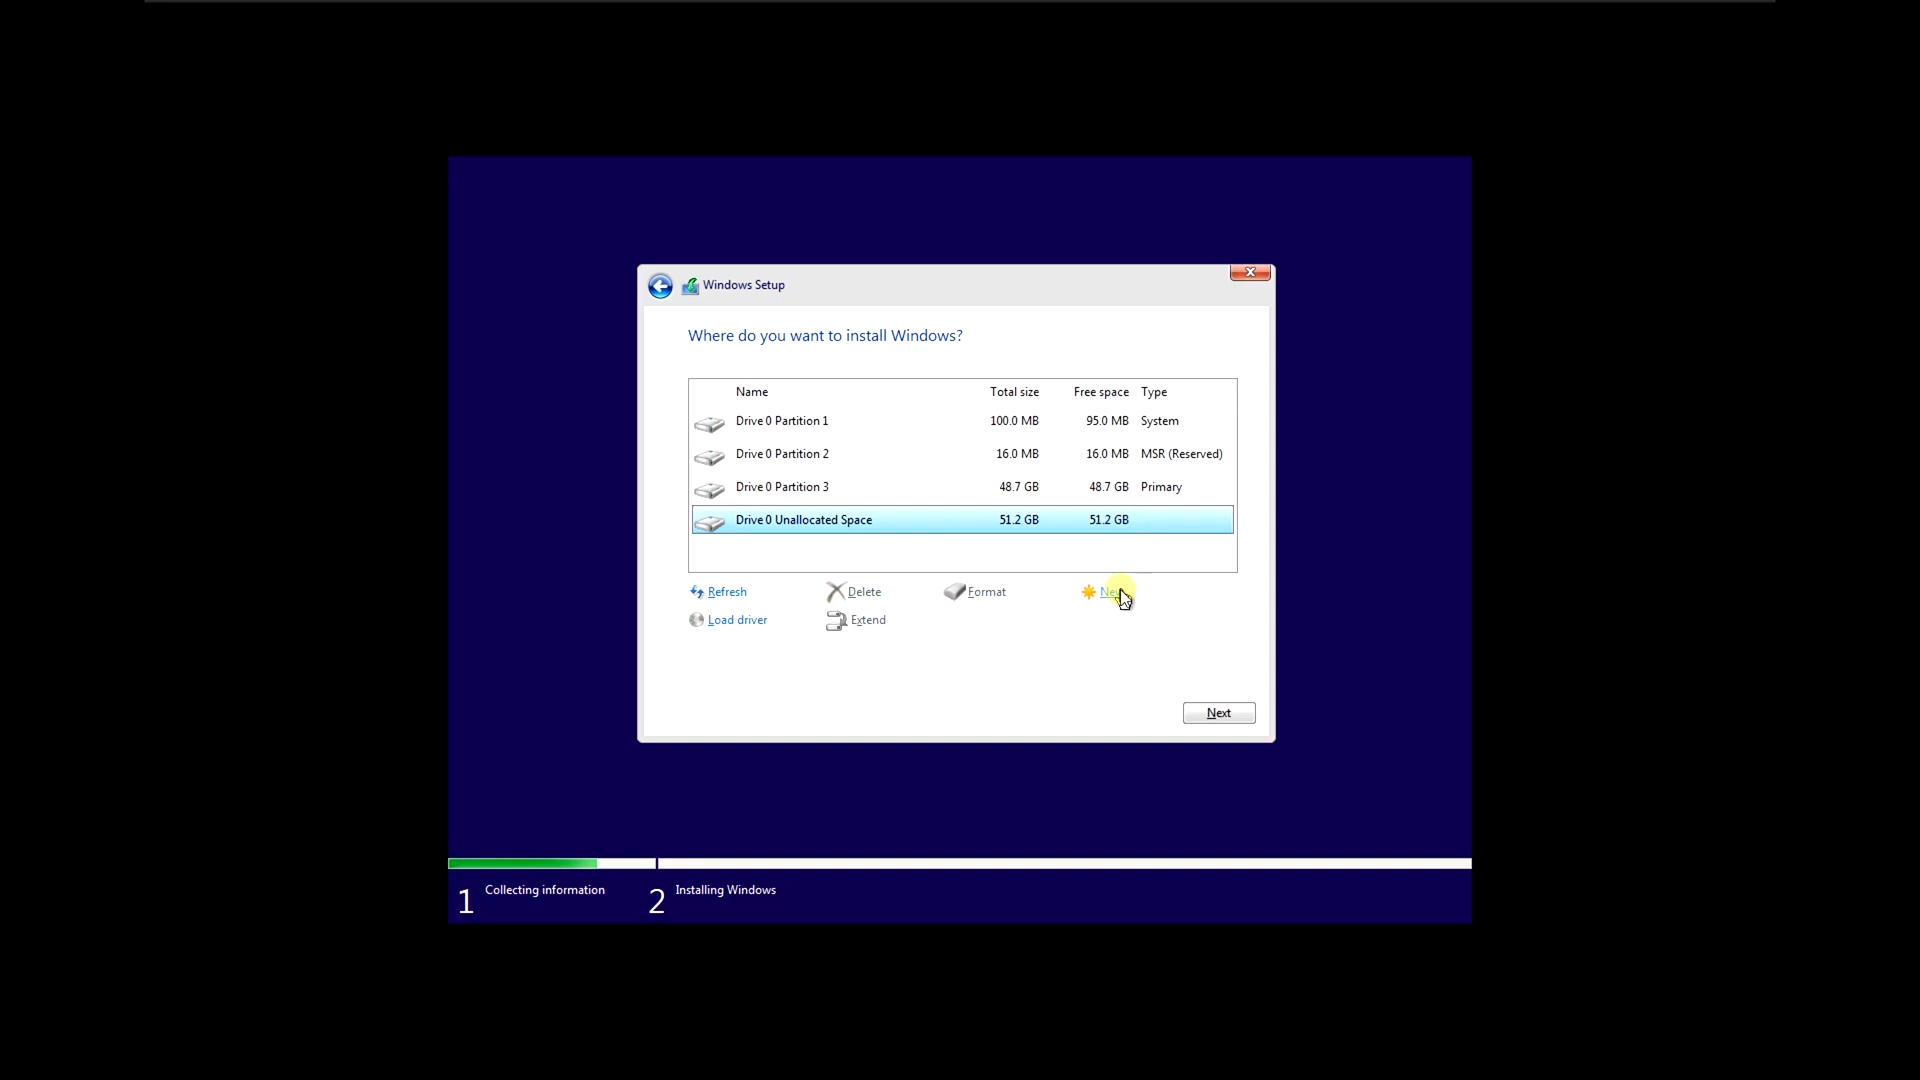 Windows Setup
Where do you want to install Windows?
Name Total size Free space Type
Drive 0 Partition 1 100.0 MB 95.0 MB System
Drive 0 Partition 2 16.0 MB 16.0 MB MSR (Reserved)
Drive 0 Partition 3 48.7 GB 48.7 GB Primary
Drive 0 Unallocated Space 51.2 GB 51.2 GB
Refresh Delete Format New
Load driver Extend
Next
1 Collecting information 2 Installing Windows